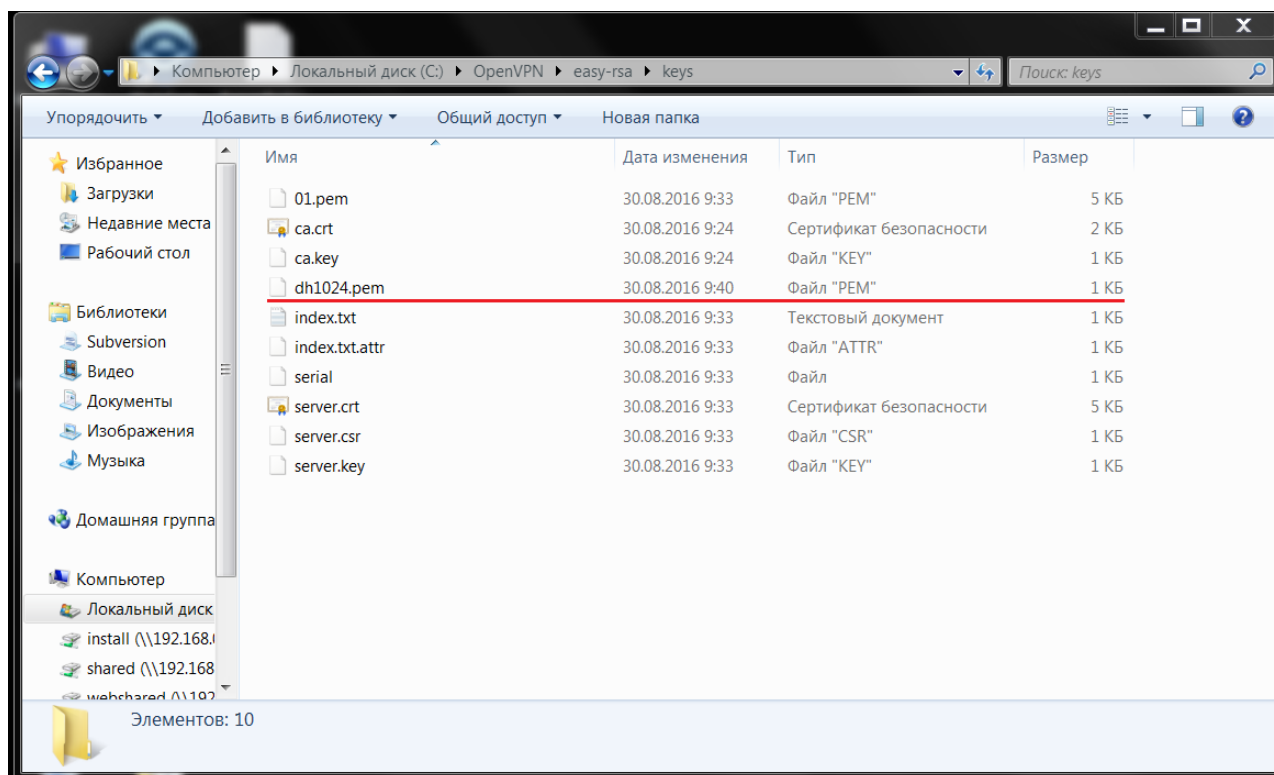 Компьютер Локальный диск (C:) OpenVPN easy-rsa keys Поиск: keys
Упорядочить Добавить в библиотеку Общий доступ Новая папка
Избранное
Загрузки
Недавние места
Рабочий стол
Библиотеки
Subversion
Видео
Документы
Изображения
Музыка
Домашняя группа
Компьютер
Локальный диск
install (\\192.168.
shared (\\192.168
webshared (\\192
Имя Дата изменения Тип Размер
01.pem 30.08.2016 9:33 Файл "PEM" 5 КБ
ca.crt 30.08.2016 9:24 Сертификат безопасности 2 КБ
ca.key 30.08.2016 9:24 Файл "KEY" 1 КБ
dh1024.pem 30.08.2016 9:40 Файл "PEM" 1 КБ
index.txt 30.08.2016 9:33 Текстовый документ 1 КБ
index.txt.attr 30.08.2016 9:33 Файл "ATTR" 1 КБ
serial 30.08.2016 9:33 Файл 1 КБ
server.crt 30.08.2016 9:33 Сертификат безопасности 5 КБ
server.csr 30.08.2016 9:33 Файл "CSR" 1 КБ
server.key 30.08.2016 9:33 Файл "KEY" 1 КБ
Элементов: 10